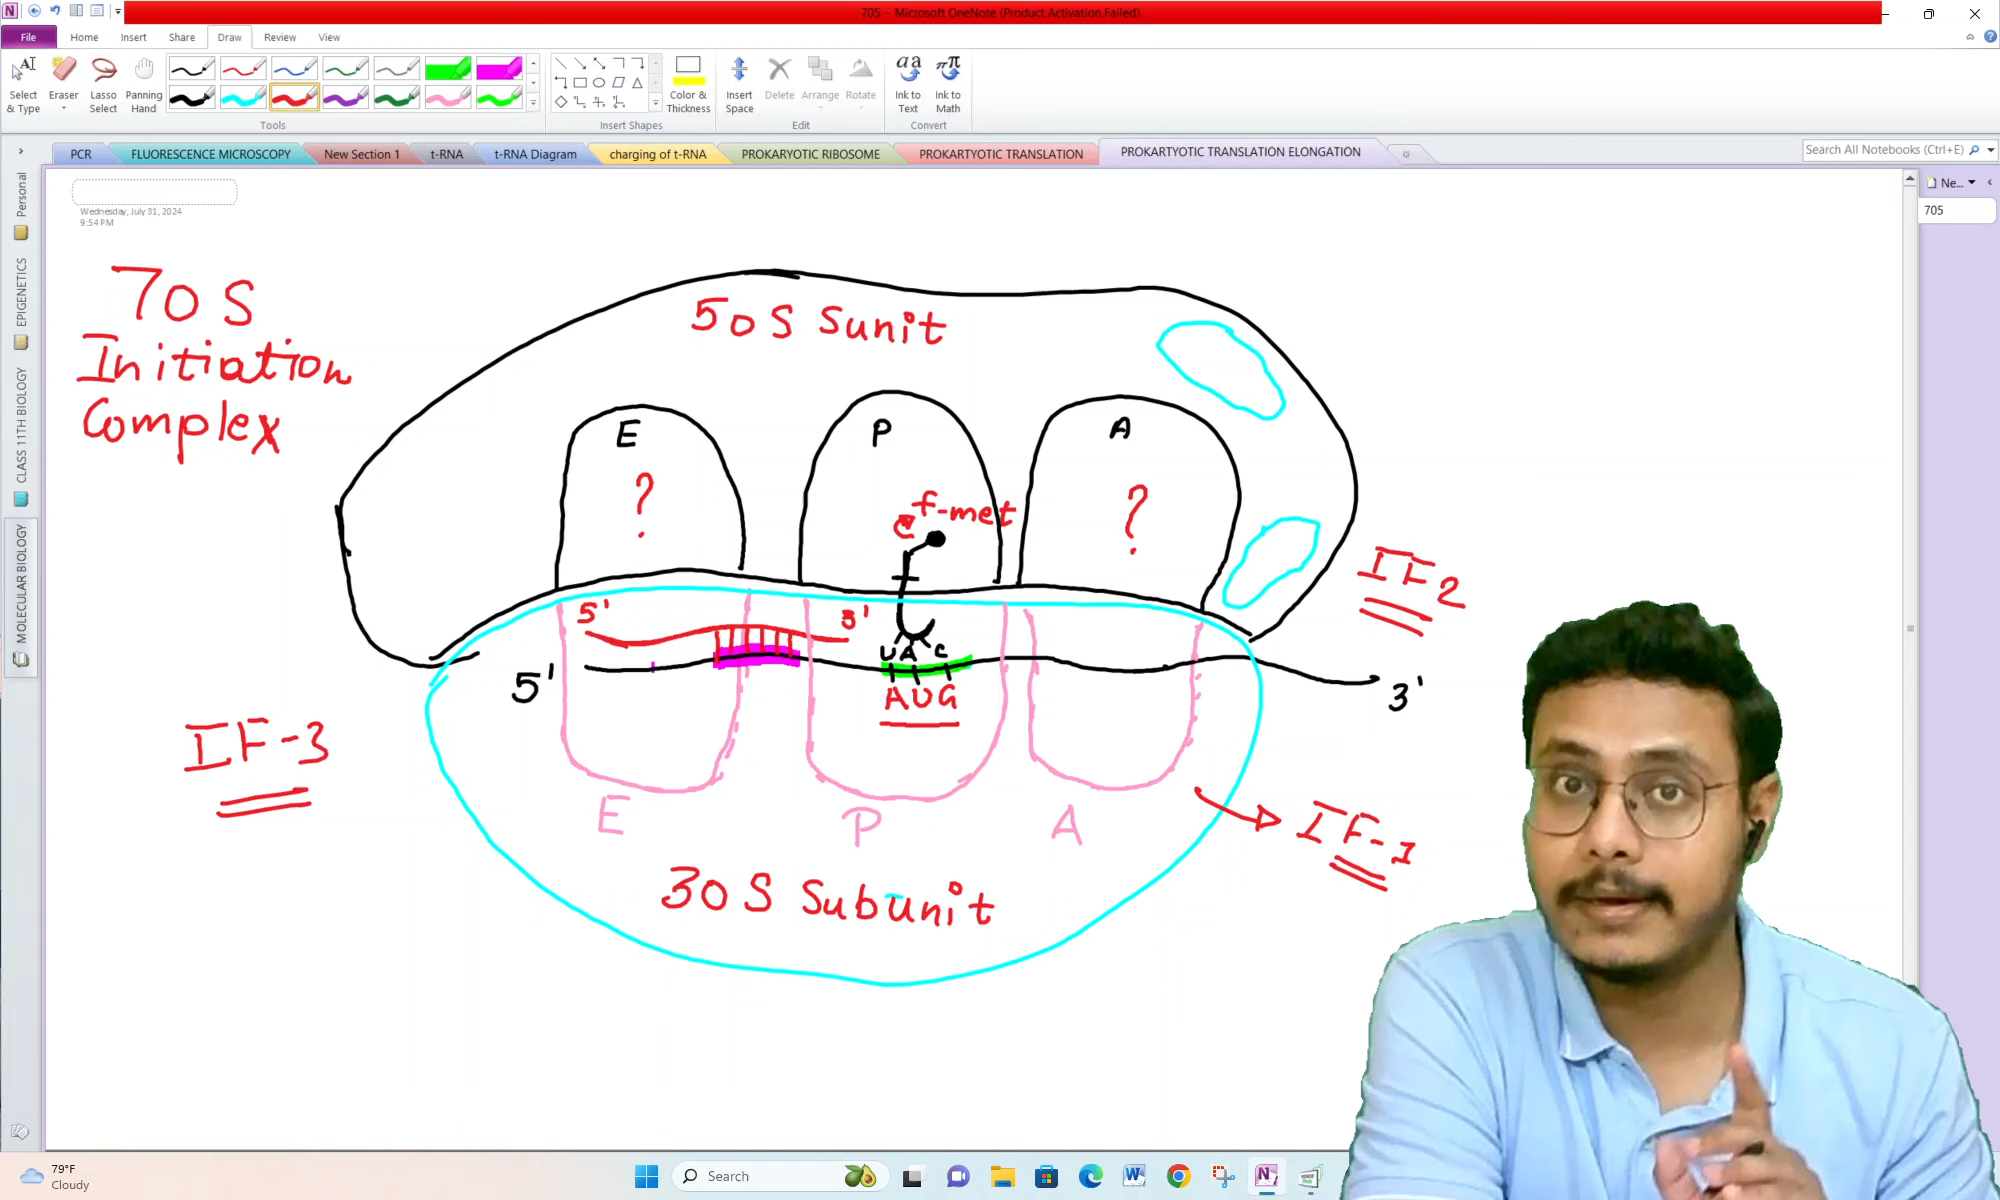 705 - Microsoft OneNote (Product Activation Failed)
File Home Insert Share Draw Review View
Select & Type
Eraser
Lasso Select
Panning Hand
Color & Thickness
Insert Space
Delete
Arrange
Rotate
Ink to Text
Ink to Math
Tools
Insert Shapes
Edit
Convert
PCR
FLUORESCENCE MICROSCOPY
New Section 1
t-RNA
t-RNA Diagram
charging of t-RNA
PROKARYOTIC RIBOSOME
PROKARTYOTIC TRANSLATION
PROKARTYOTIC TRANSLATION ELONGATION
Search All Notebooks (Ctrl+E)
Ne...
705
Personal
EPIGENETICS
CLASS 11TH BIOLOGY
MOLECULAR BIOLOGY
Wednesday, July 31, 2024
9:54 PM
70 S
Initiation
Complex
50S Sunit
E
P
A
?
f-met
?
IF2
5'
3'
U A C
5'
AUG
3'
IF-3
E
P
A
IF-1
30S Subunit
79°F
Cloudy
Search